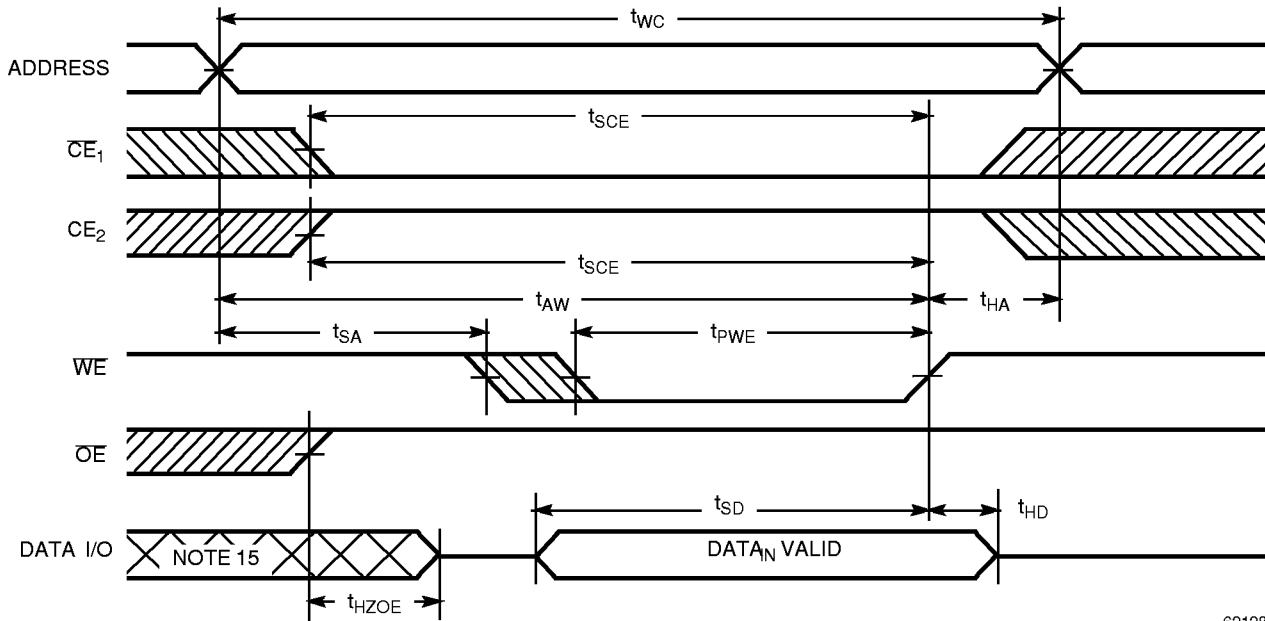 tWC
ADDRESS
tSCE
CE1
CE2
tSCE
tAW
tHA
tSA
tPWE
WE
OE
tSD
tHD
DATA I/O
NOTE 15
DATAIN VALID
tHZOE